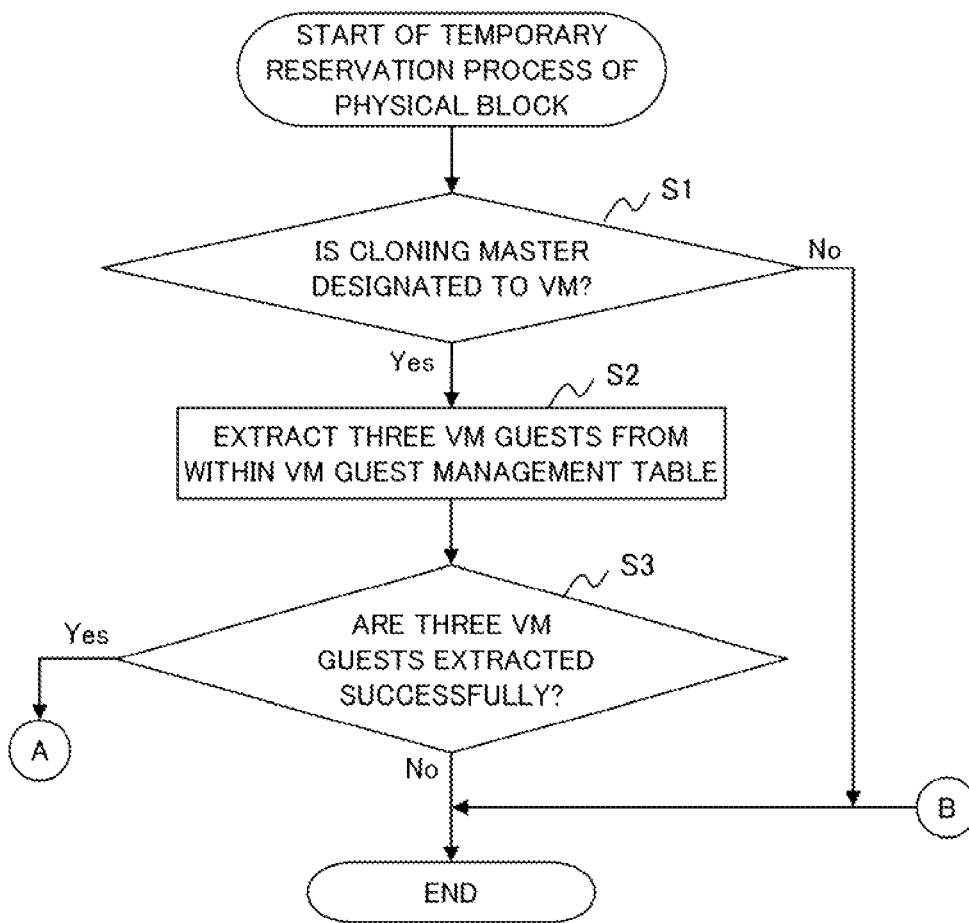 START OF TEMPORARY
RESERVATION PROCESS OF
PHYSICAL BLOCK
S1
IS CLONING MASTER
DESIGNATED TO VM?
No
Yes
S2
EXTRACT THREE VM GUESTS FROM
WITHIN VM GUEST MANAGEMENT TABLE
S3
Yes
ARE THREE VM
GUESTS EXTRACTED
SUCCESSFULLY?
A
No
B
END